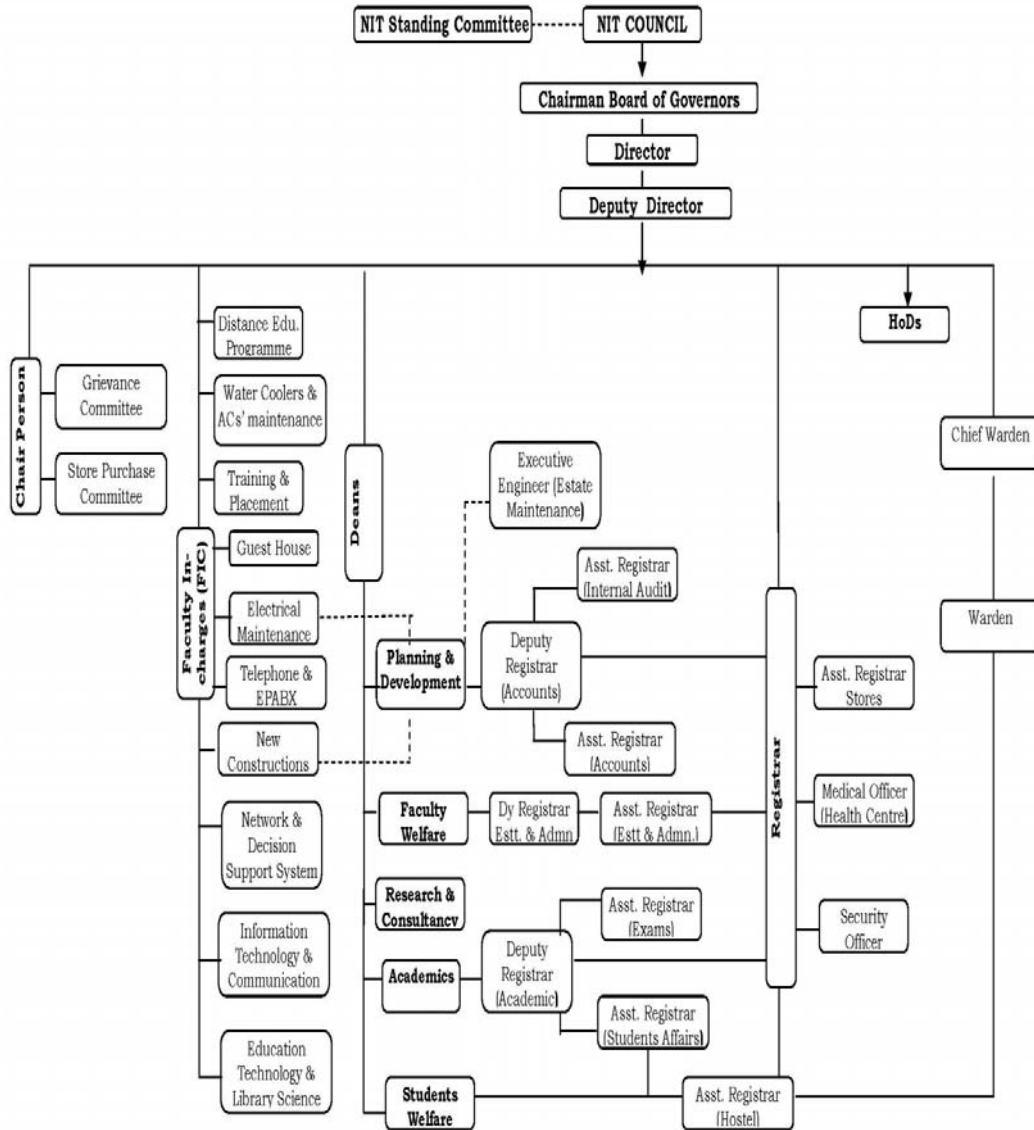 NIT Standing Committee
NIT COUNCIL
Chairman Board of Governors
Director
Deputy Director
HoDs
Chair Person
Grievance
Committee
Store Purchase
Committee
Faculty In-
charges (FIC)
Distance Edu.
Programme
Water Coolers &
ACs' maintenance
Training &
Placement
Guest House
Electrical
Maintenance
Telephone &
EPABX
New
Constructions
Network &
Decision
Support System
Information
Technology &
Communication
Education
Technology &
Library Science
Deans
Executive
Engineer (Estate
Maintenance)
Planning &
Development
Deputy
Registrar
(Accounts)
Asst. Registrar
(Internal Audit)
Asst. Registrar
(Accounts)
Faculty
Welfare
Dy Registrar
Estt. & Admn
Asst. Registrar
(Estt & Admn.)
Research &
Consultancy
Academics
Deputy
Registrar
(Academic)
Asst. Registrar
(Exams)
Asst. Registrar
(Students Affairs)
Students
Welfare
Asst. Registrar
(Hostel)
Registrar
Asst. Registrar
Stores
Medical Officer
(Health Centre)
Security
Officer
Chief Warden
Warden